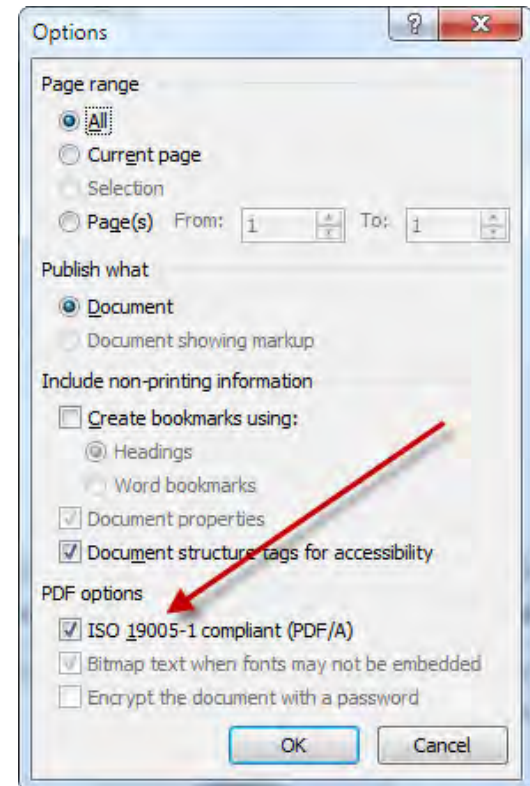 Options
Page range
All
Current page
Selection
Page(s) From: 1 To: 1
Publish what
Document
Document showing markup
Include non-printing information
Create bookmarks using:
Headings
Word bookmarks
Document properties
Document structure tags for accessibility
PDF options
ISO 19005-1 compliant (PDF/A)
Bitmap text when fonts may not be embedded
Encrypt the document with a password
OK Cancel